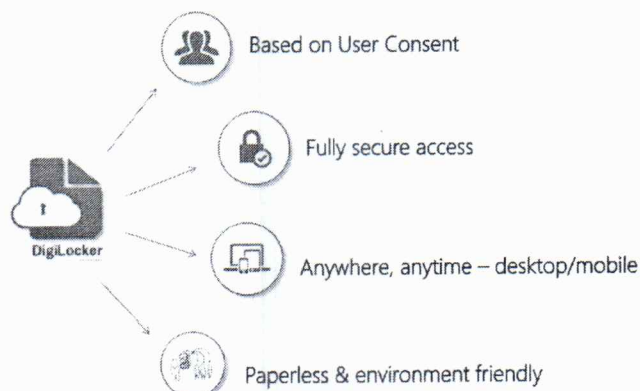 Based on User Consent
Fully secure access
DigiLocker
Anywhere, anytime – desktop/mobile
Paperless & environment friendly